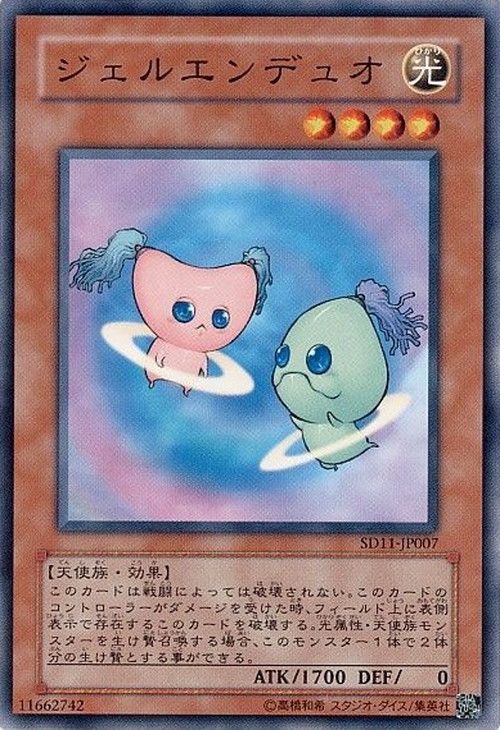 ジェルエンデュオ
光
SD11-JP007
【天使族・効果】
このカードは戦闘によっては破壊されない。このカードの
コントローラーがダメージを受けた時、フィールド上に表側
表示で存在するこのカードを破壊する。光属性・天使族モン
スターを生け贄召喚する場合、このモンスター1体で2体
分の生け贄とする事ができる。
ATK/1700 DEF/ 0
11662742 ©高橋和希 スタジオ・ダイス/集英社